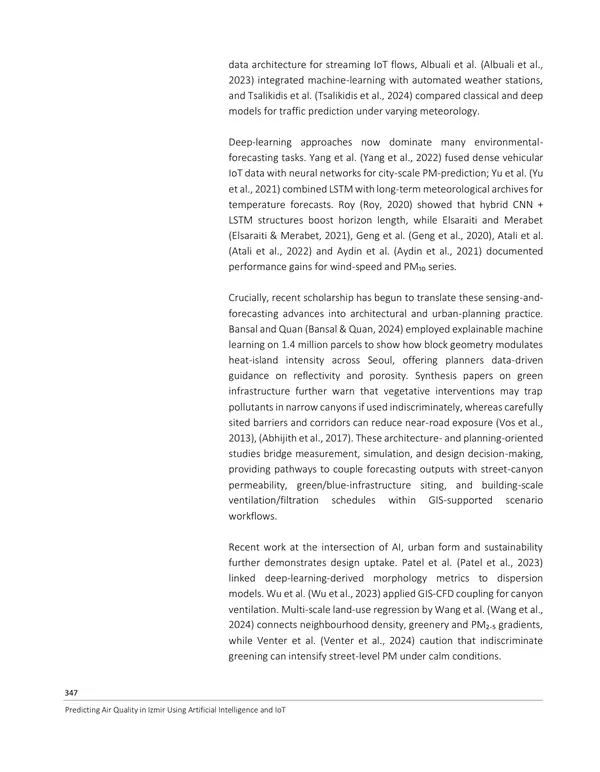 data architecture for streaming IoT flows, Albuali et al. (Albuali et al.,
2023) integrated machine-learning with automated weather stations,
and Tsalikidis et al. (Tsalikidis et al., 2024) compared classical and deep
models for traffic prediction under varying meteorology.
Deep-learning approaches now dominate many environmental-
forecasting tasks. Yang et al. (Yang et al., 2022) fused dense vehicular
IoT data with neural networks for city-scale PM-prediction; Yu et al. (Yu
et al., 2021) combined LSTM with long-term meteorological archives for
temperature forecasts. Roy (Roy, 2020) showed that hybrid CNN +
LSTM structures boost horizon length, while Elsaraiti and Merabet
(Elsaraiti & Merabet, 2021), Geng et al. (Geng et al., 2020), Atali et al.
(Atali et al., 2022) and Aydin et al. (Aydin et al., 2021) documented
performance gains for wind-speed and PM₁₀ series.
Crucially, recent scholarship has begun to translate these sensing-and-
forecasting advances into architectural and urban-planning practice.
Bansal and Quan (Bansal & Quan, 2024) employed explainable machine
learning on 1.4 million parcels to show how block geometry modulates
heat-island intensity across Seoul, offering planners data-driven
guidance on reflectivity and porosity. Synthesis papers on green
infrastructure further warn that vegetative interventions may trap
pollutants in narrow canyons if used indiscriminately, whereas carefully
sited barriers and corridors can reduce near-road exposure (Vos et al.,
2013), (Abhijith et al., 2017). These architecture- and planning-oriented
studies bridge measurement, simulation, and design decision-making,
providing pathways to couple forecasting outputs with street-canyon
permeability, green/blue-infrastructure siting, and building-scale
ventilation/filtration schedules within GIS-supported scenario
workflows.
Recent work at the intersection of AI, urban form and sustainability
further demonstrates design uptake. Patel et al. (Patel et al., 2023)
linked deep-learning-derived morphology metrics to dispersion
models. Wu et al. (Wu et al., 2023) applied GIS-CFD coupling for canyon
ventilation. Multi-scale land-use regression by Wang et al. (Wang et al.,
2024) connects neighbourhood density, greenery and PM₂.₅ gradients,
while Venter et al. (Venter et al., 2024) caution that indiscriminate
greening can intensify street-level PM under calm conditions.
347
Predicting Air Quality in Izmir Using Artificial Intelligence and IoT